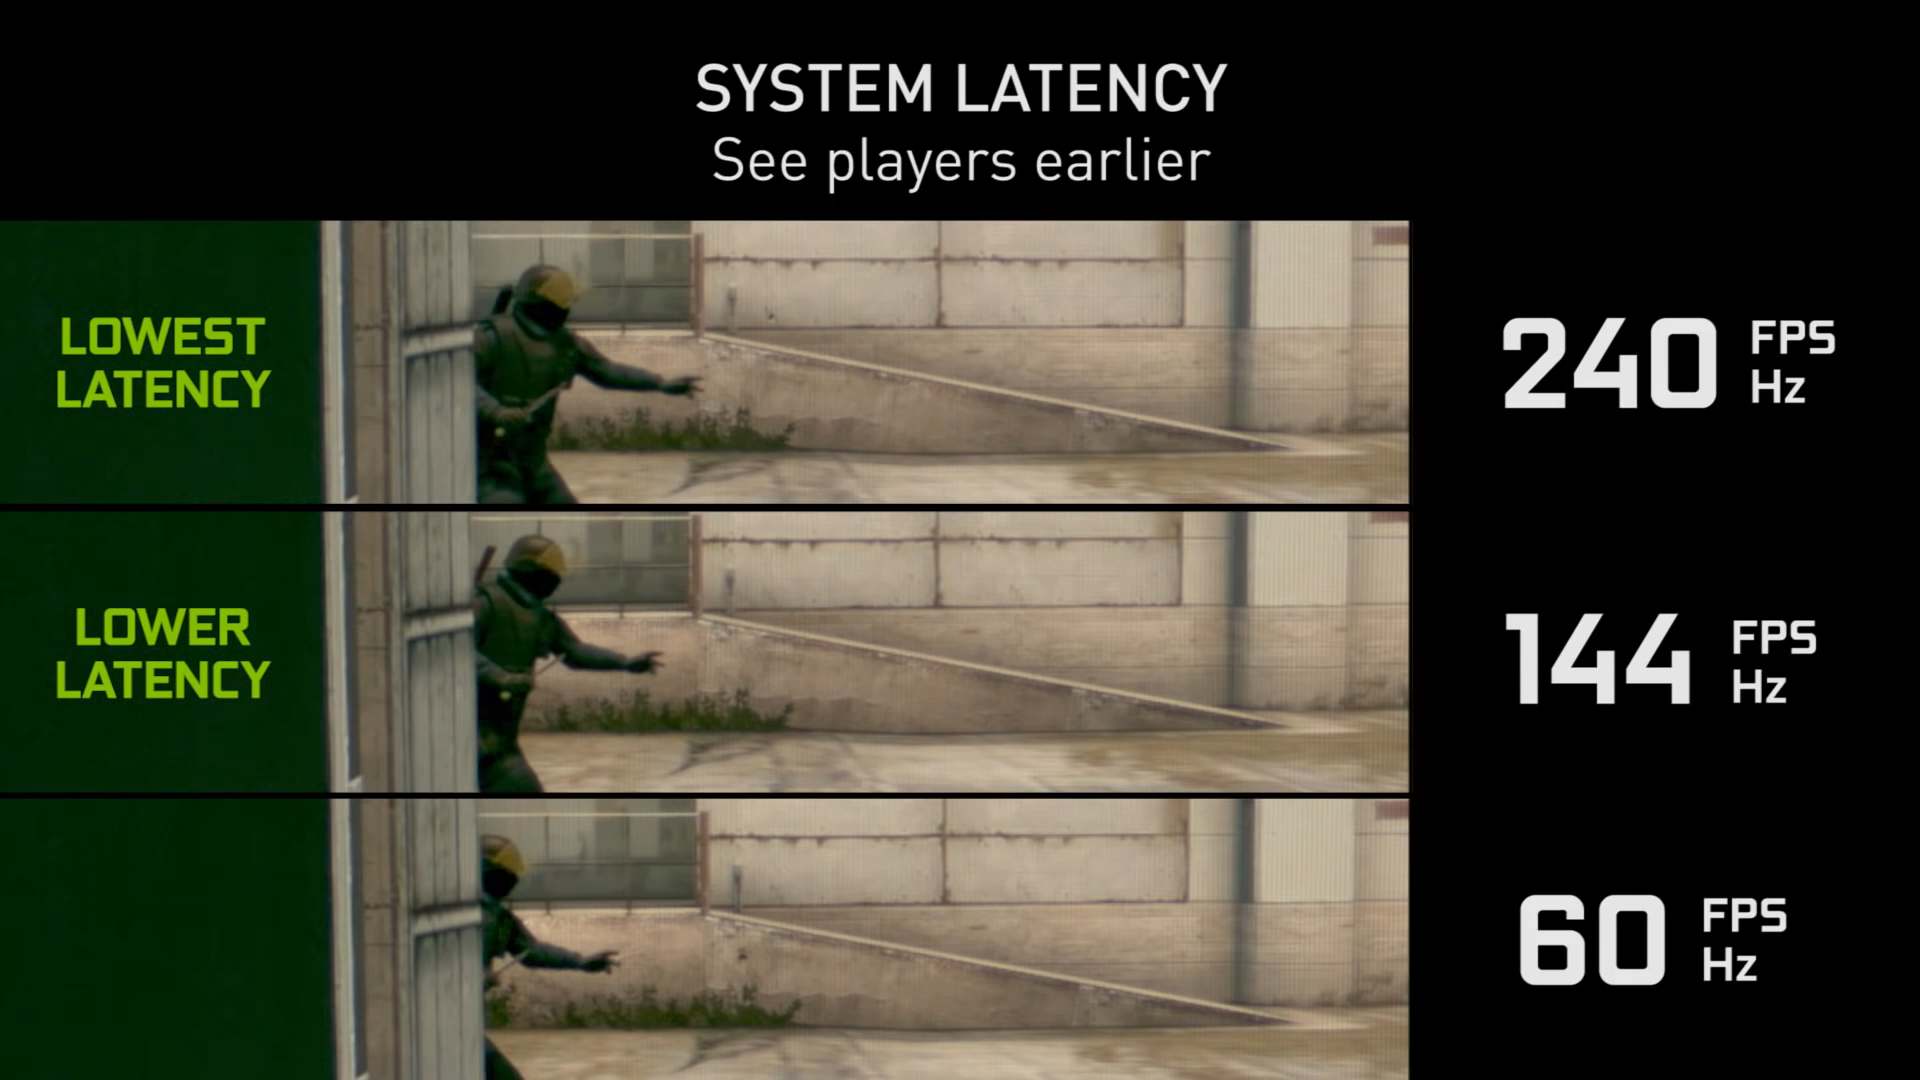 SYSTEM LATENCY
See players earlier
LOWEST
LATENCY
240 FPS
Hz
LOWER
LATENCY
144 FPS
Hz
60 FPS
Hz